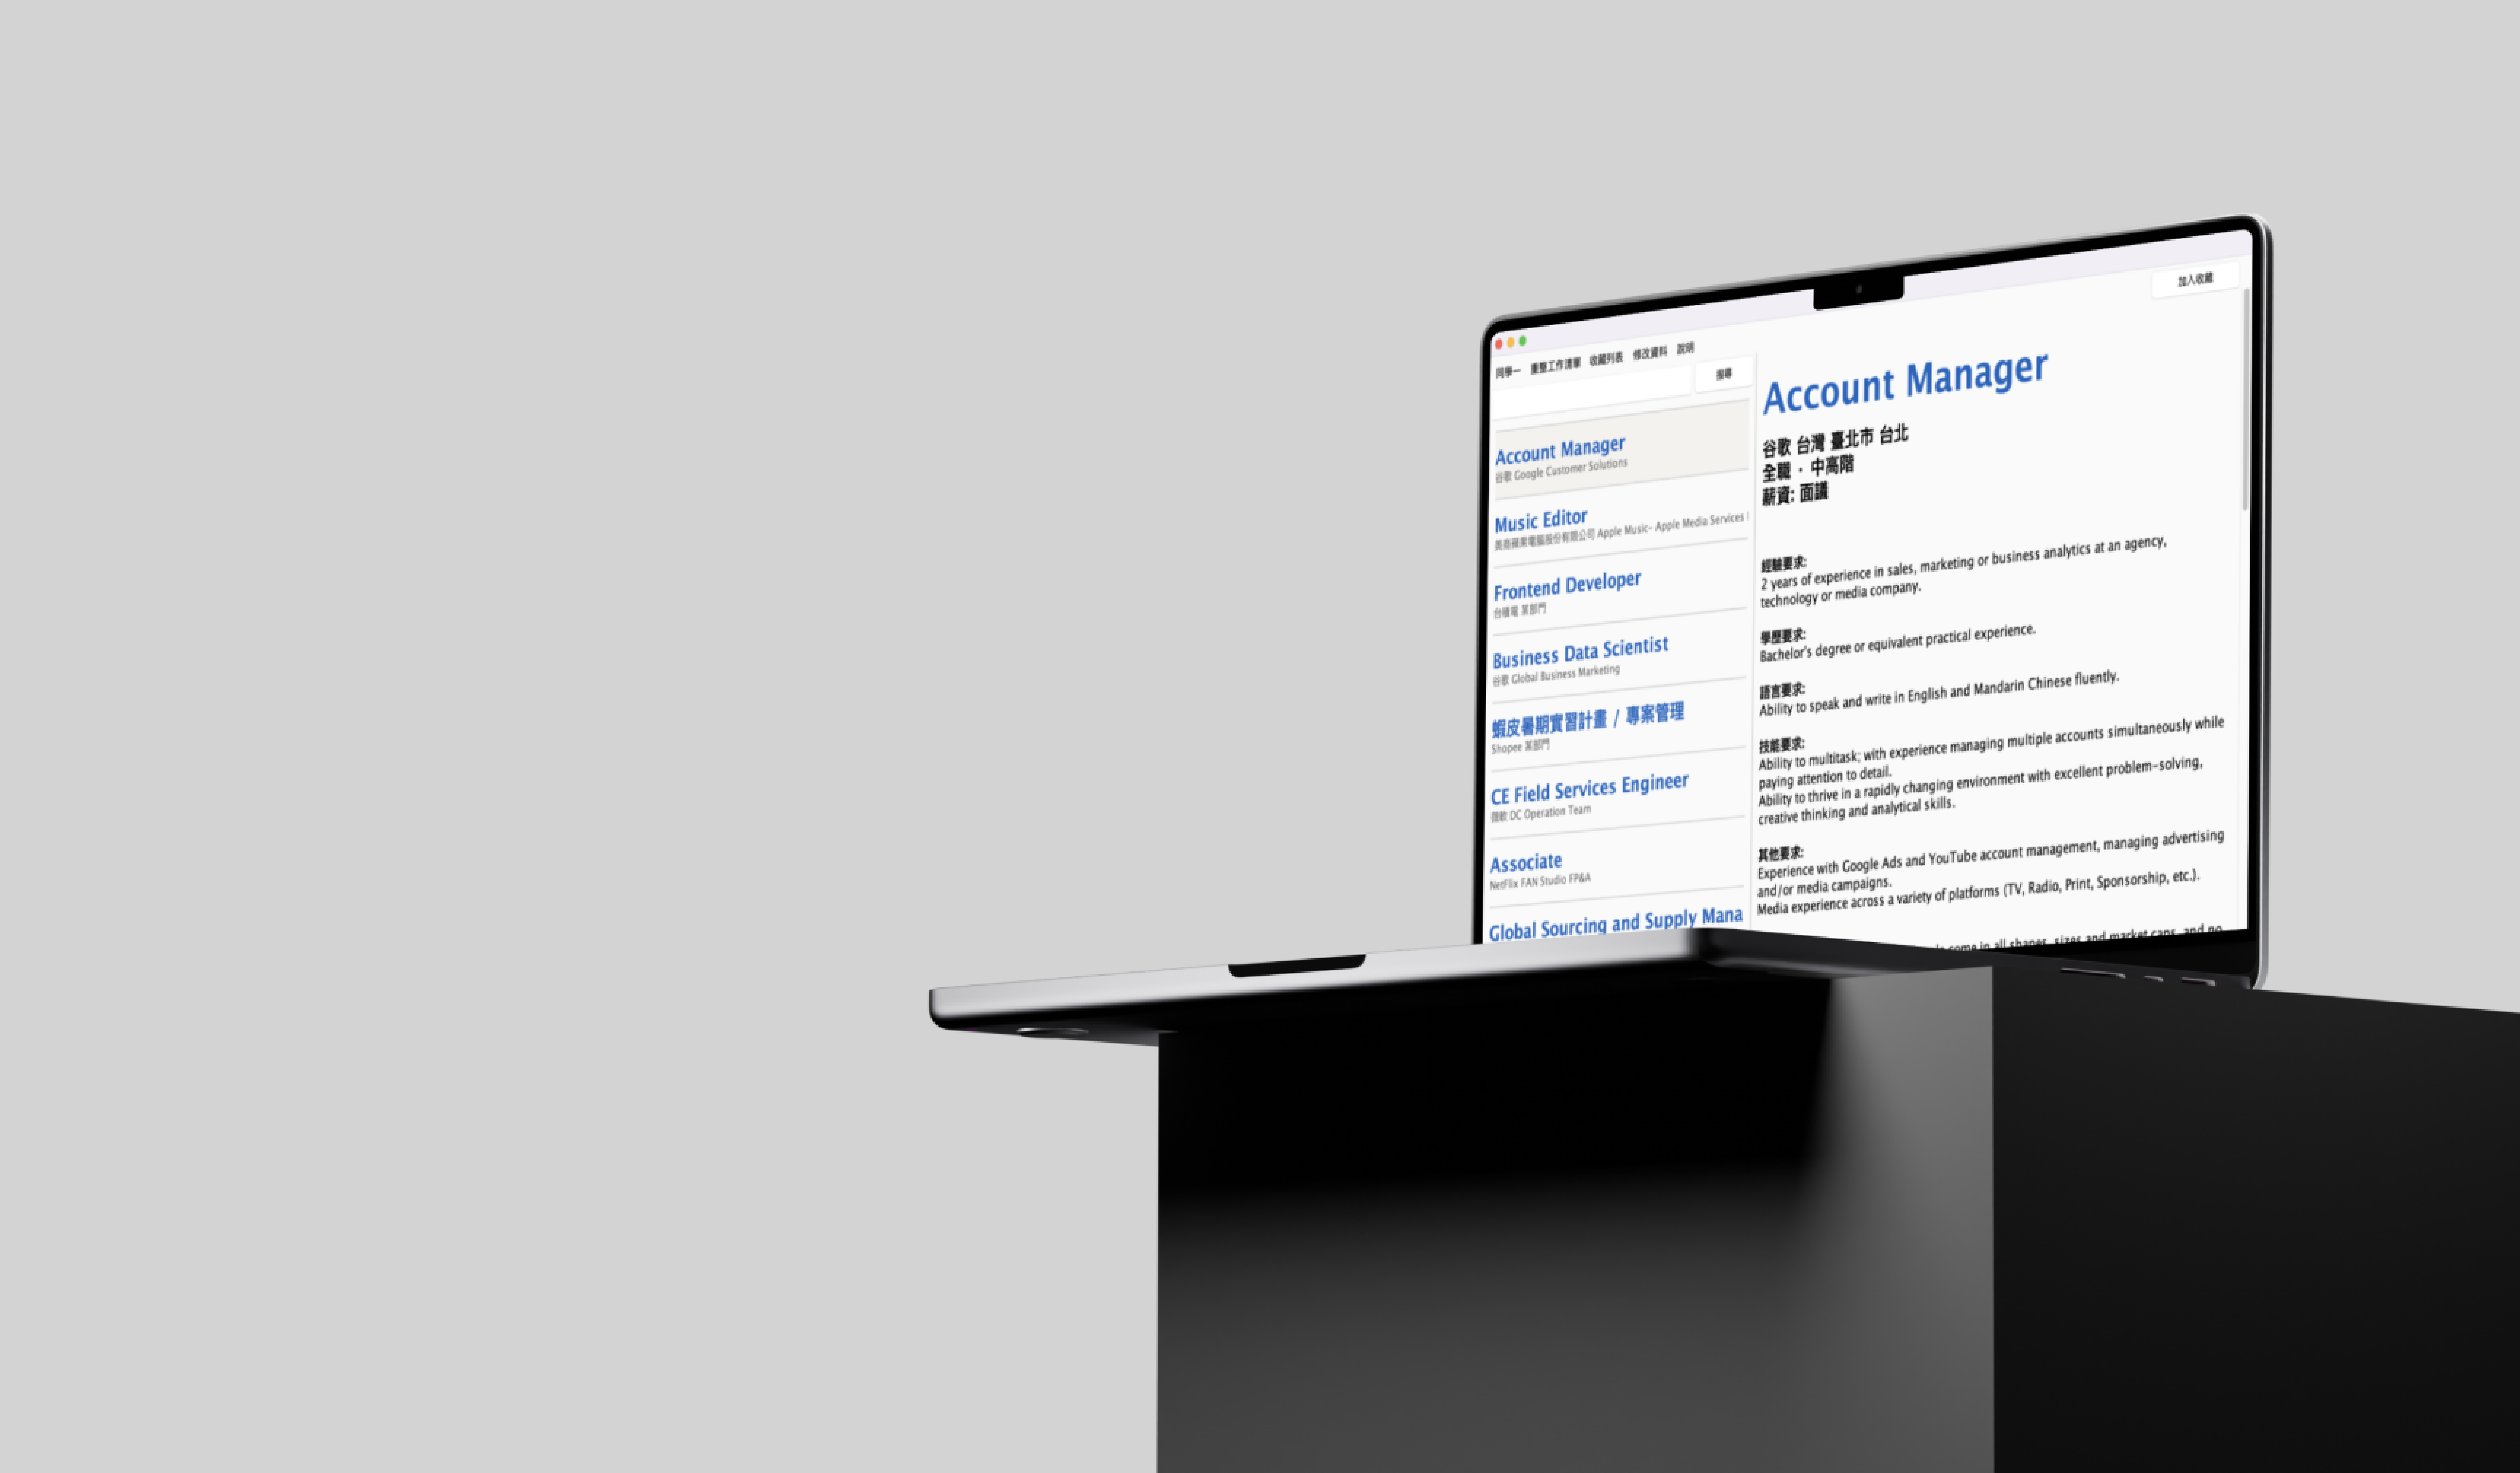 同學一 重整工作清單 收藏列表 修改資料 說明
搜尋
Account Manager
谷歌 Google Customer Solutions
Music Editor
美商蘋果電腦股份有限公司 Apple Music- Apple Media Services
Frontend Developer
台積電 某部門
Business Data Scientist
谷歌 Global Business Marketing
蝦皮暑期實習計畫 / 專案管理
Shopee 某部門
CE Field Services Engineer
微軟 DC Operation Team
Associate
NetFlix FAN Studio FP&A
Global Sourcing and Supply Mana
加入收藏
Account Manager
谷歌 台灣 臺北市 台北
全職 · 中高階
薪資: 面議
經驗要求:
2 years of experience in sales, marketing or business analytics at an agency,
technology or media company.
學歷要求:
Bachelor's degree or equivalent practical experience.
語言要求:
Ability to speak and write in English and Mandarin Chinese fluently.
技能要求:
Ability to multitask; with experience managing multiple accounts simultaneously while
paying attention to detail.
Ability to thrive in a rapidly changing environment with excellent problem-solving,
creative thinking and analytical skills.
其他要求:
Experience with Google Ads and YouTube account management, managing advertising
and/or media campaigns.
Media experience across a variety of platforms (TV, Radio, Print, Sponsorship, etc.).
come in all shapes, sizes and market caps, and no